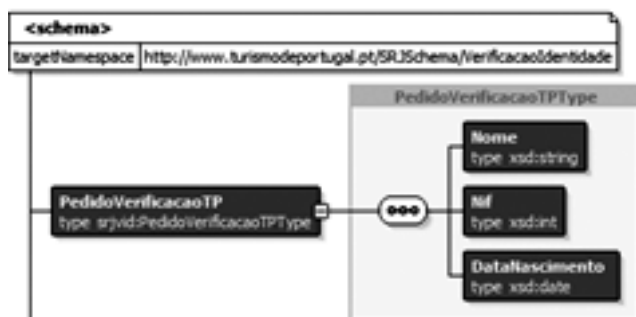 <schema>
targetNamespace http://www.turismodeportugal.pt/SRJSchema/VerificacaoIdentidade
PedidoVerificacaoTPType
Nome
type xsd:string
PedidoVerificacaoTP
type srjvid:PedidoVerificacaoTPType
Nif
type xsd:int
DataNascimento
type xsd:date